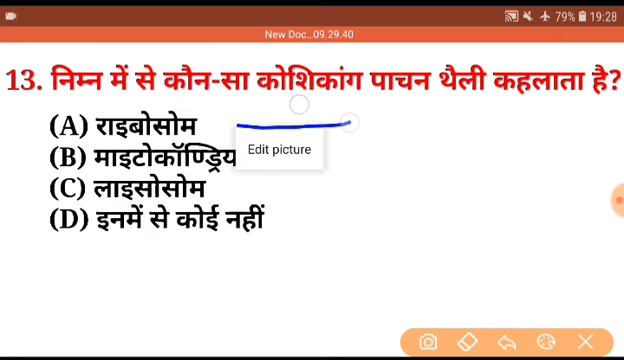 79% 19:28
New Doc...09.29.40
13. निम्न में से कौन-सा कोशिकांग पाचन थैली कहलाता है?
(A) राइबोसोम
(B) माइटोकॉण्ड्रिय
Edit picture
(C) लाइसोसोम
(D) इनमें से कोई नहीं